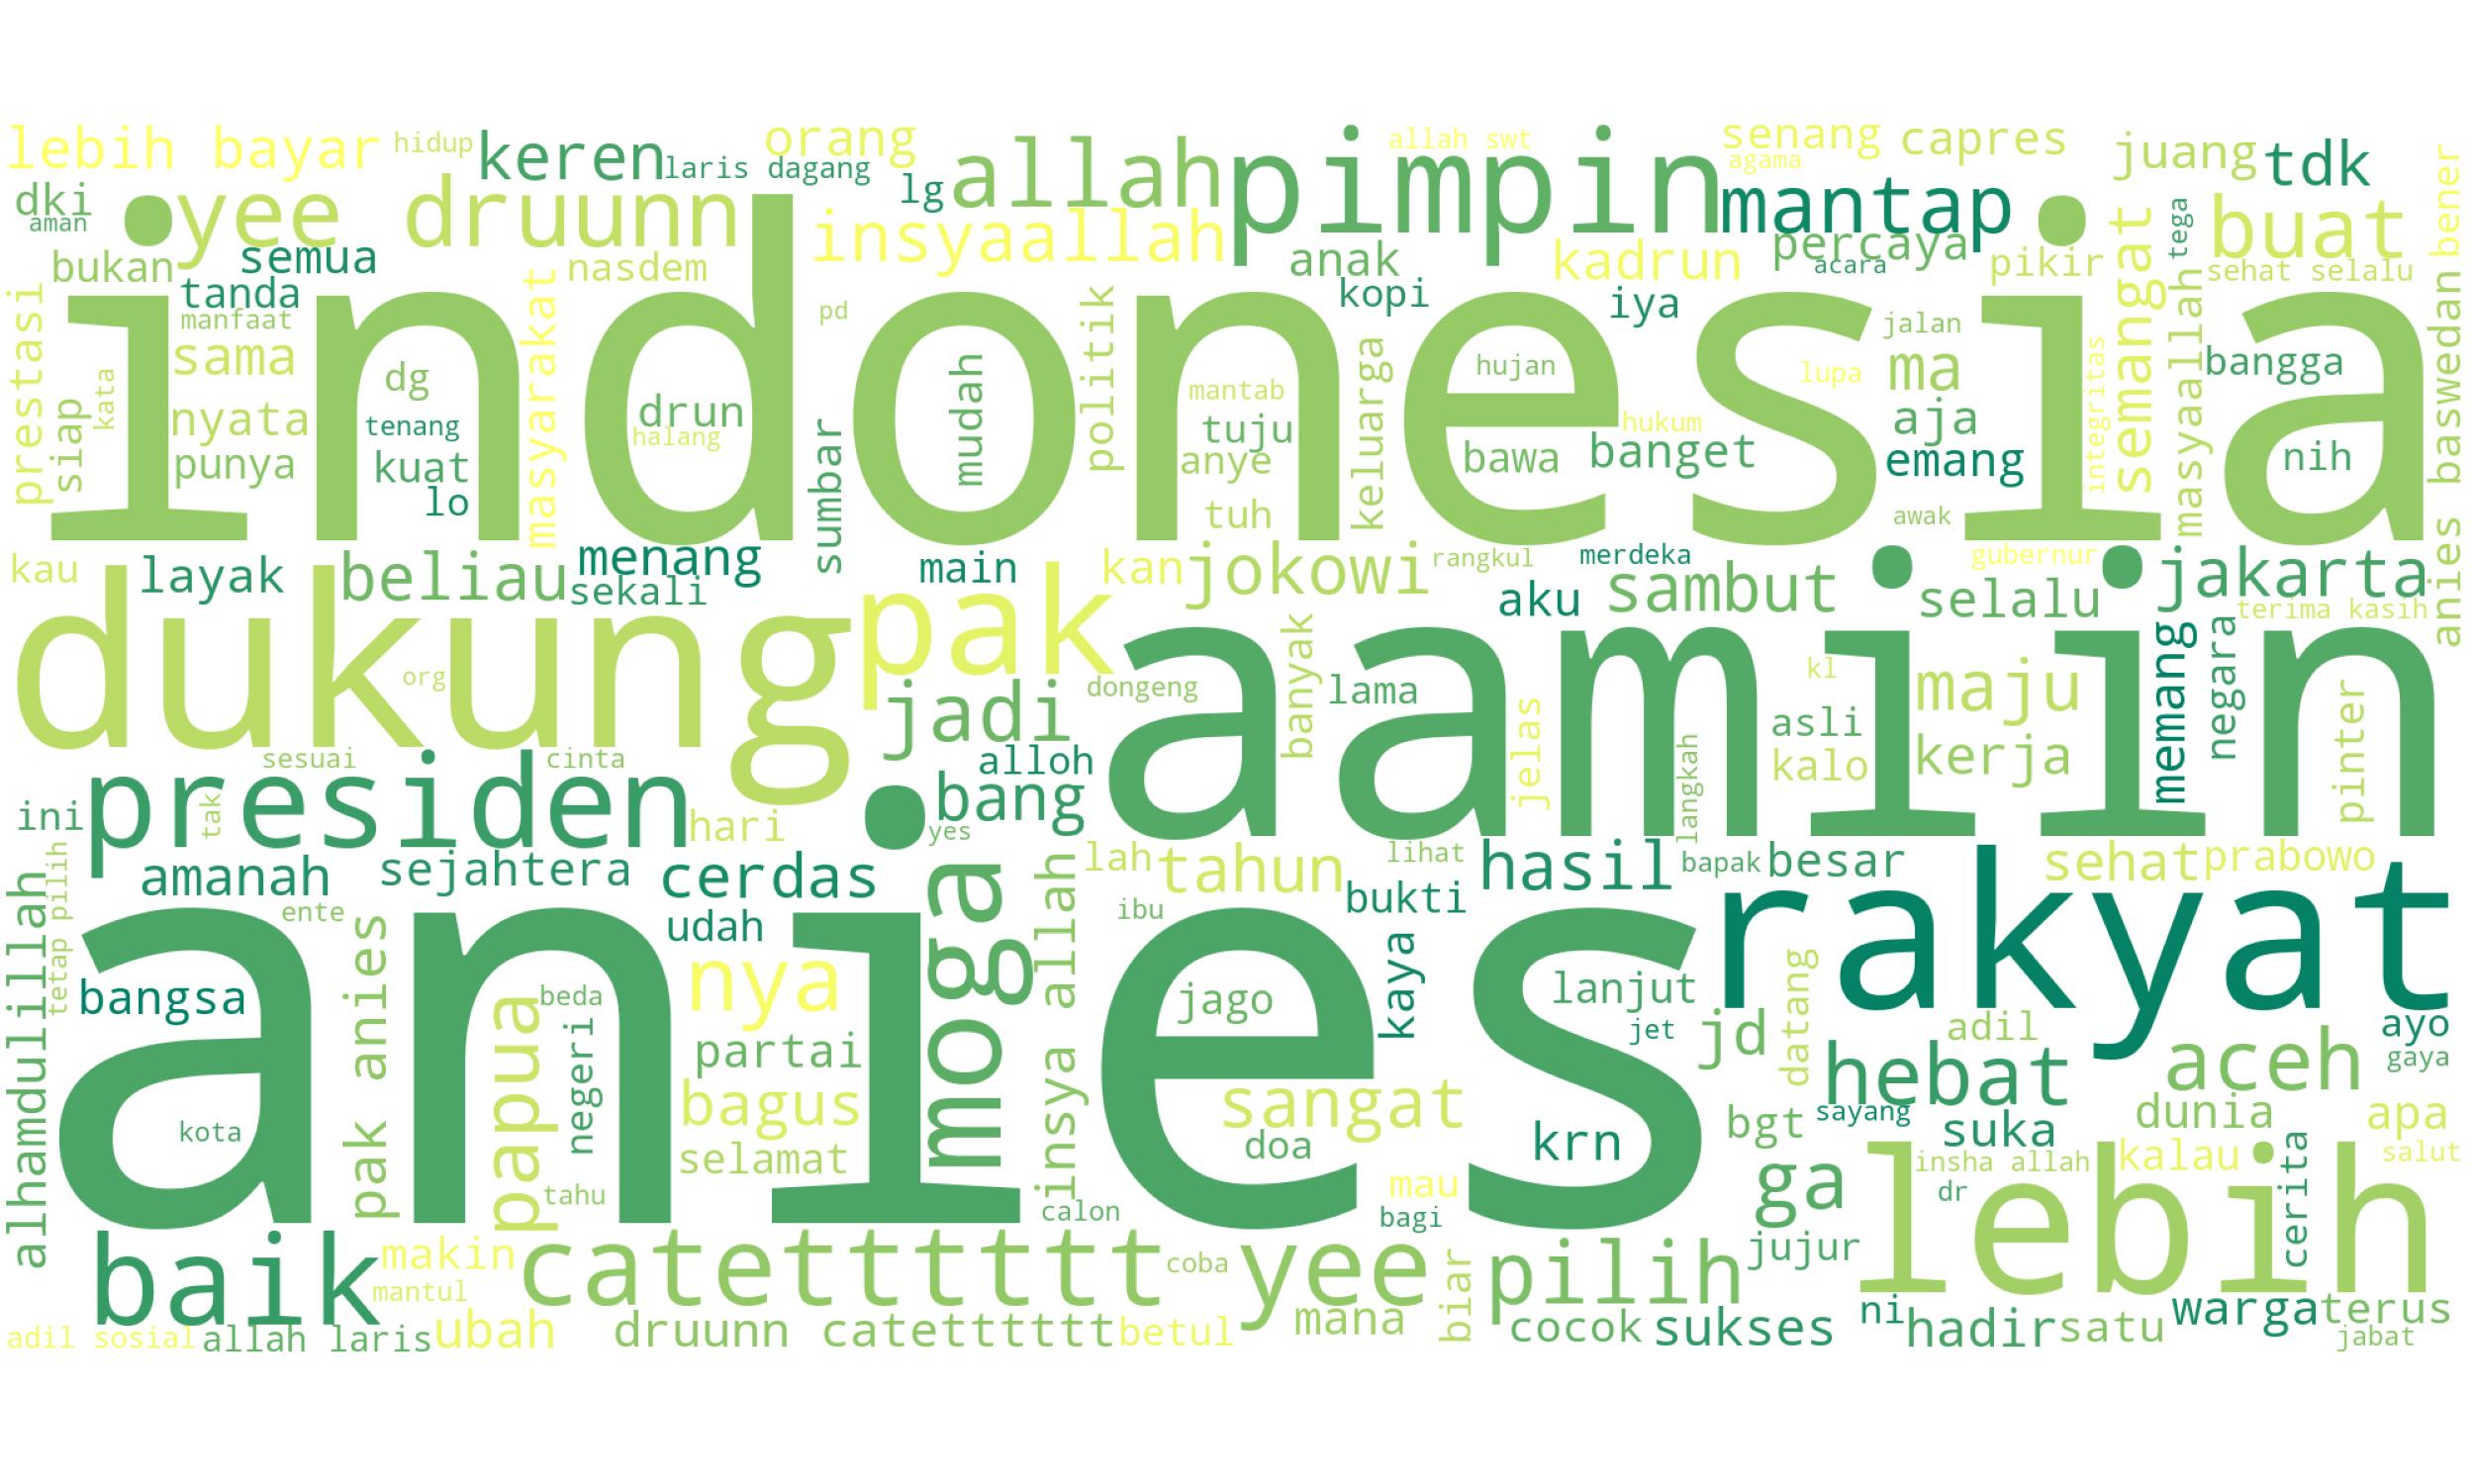 lebih bayar
hidup
keren
laris dagang
orang
lg
allah
pimpin
allah swt
senang
agama
capres
juang
tdk
bener
dki
aman
yee druunn
insyaallah
mantap
percaya
acara
tega
buat
bukan
semua
nasdem
anak
kadrun
pikir
semangat
sehat selalu
indonesia
tanda
manfaat
masyarakat
pd
politik
kopi
iya
jalan
masyaallah
bangga
anies baswedan
prestasi
siap
kata
sama
nyata
punya
dg
tenang
kuat
lo
drun
halang
sumbar
mudah
mantab
tuju
anye
tuh
keluarga
hujan
bawa
hukum
banget
lupa
ma
aja
emang
awak
integritas
nih
kau
layak
beliau
menang
sekali
main
kan
jokowi
rangkul
merdeka
aku
sambut
gubernur
selalu
jakarta
terima kasih
dukung
org
pak
jadi
aamiin
dongeng
banyak
lama
jelas
langkah
kl
asli
kalo
maju
kerja
memang
negara
pinter
sesuai
cinta
alloh
presiden
ini
tak
hari
bang
yes
amanah
sejahtera
cerdas
moga
lah
tahun
lihat
hasil
bapak
besar
sehat
prabowo
alhamdulillah
tetap pilih
ente
udah
insya allah
ibu
bukti
rakyat
anies
bangsa
pak anies
papua
beda
negeri
nya
partai
bagus
selamat
jago
kaya
lanjut
jet
jd
datang
adil
ayo
gaya
hebat
aceh
kota
tahu
sangat
doa
krn
bgt
sayang
suka
dunia
apa
calon
mau
bagi
ga
insha allah
dr
kalau
cerita
salut
lebih
baik
makin
mantul
catettttttt yee
coba
biar
pilih
jujur
adil sosial
allah laris
ubah
druunn catettttttt
betul
mana
cocok
sukses
ni
hadir
satu
warga
terus
jabat